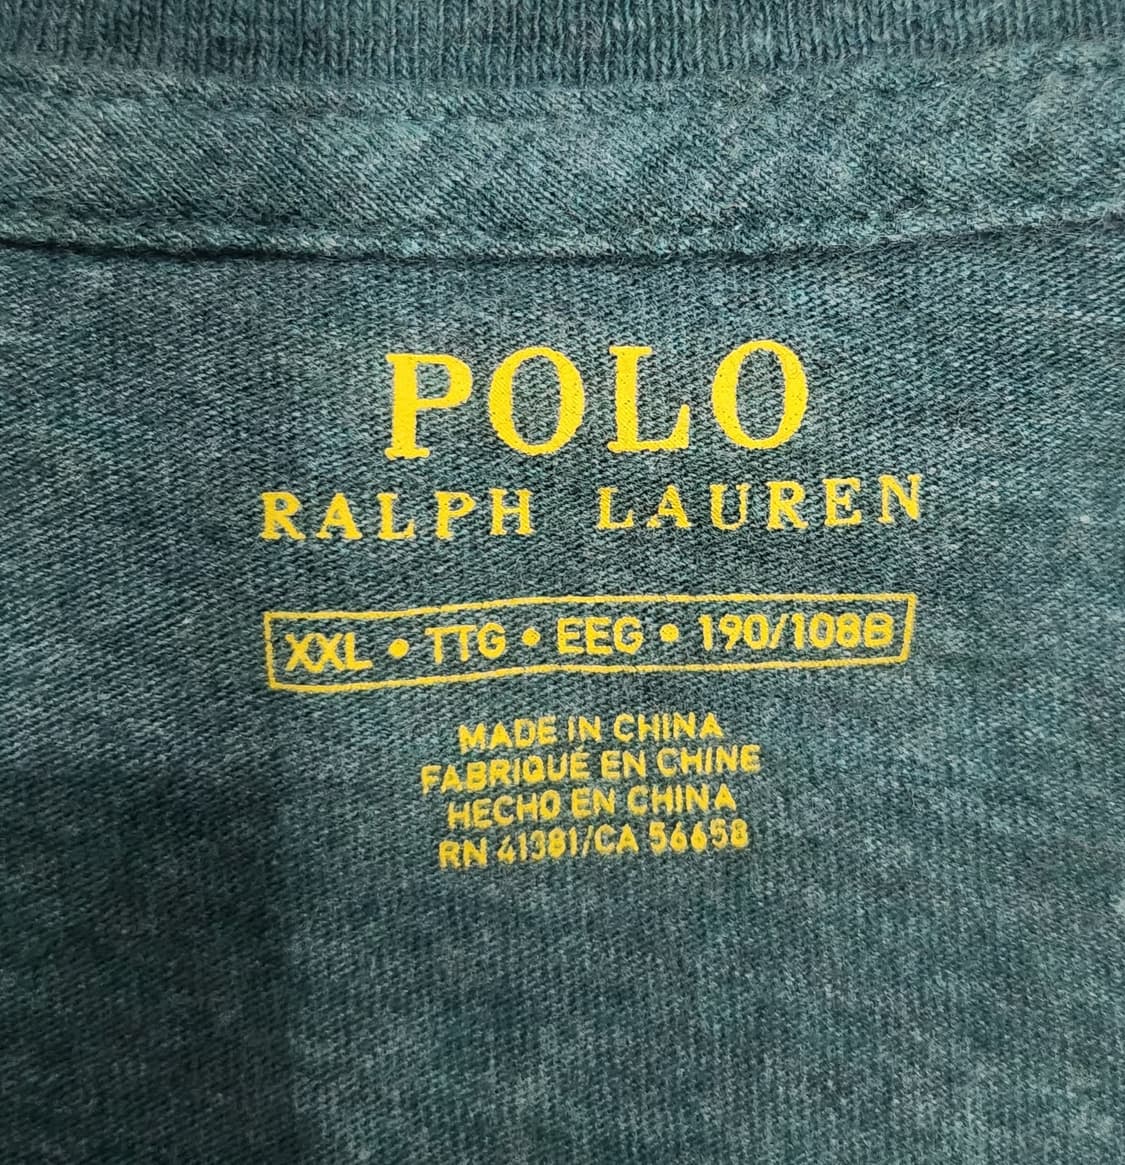 POLO
RALPH LAUREN
XXL • TTG • EEG • 190/108B
MADE IN CHINA
FABRIQUÉ EN CHINE
HECHO EN CHINA
RN 41381/CA 56658